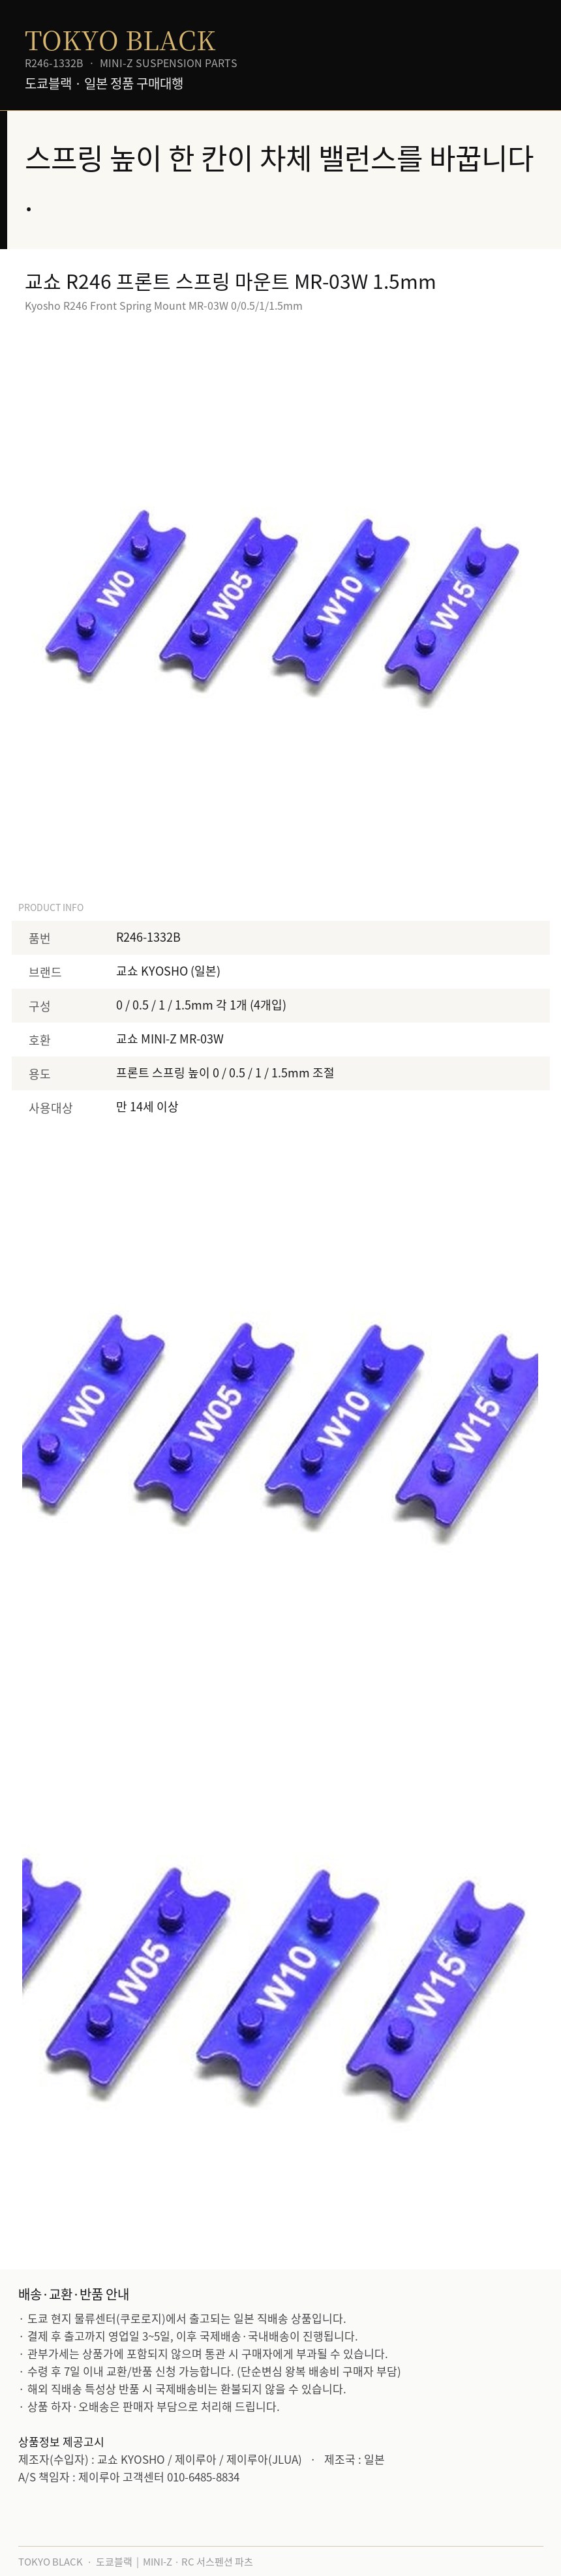 TOKYO BLACK
R246-1332B · MINI-Z SUSPENSION PARTS
도쿄블랙 · 일본 정품 구매대행
스프링 높이 한 칸이 차체 밸런스를 바꿉니다
.
교쇼 R246 프론트 스프링 마운트 MR-03W 1.5mm
Kyosho R246 Front Spring Mount MR-03W 0/0.5/1/1.5mm
W0 W05 W10 W15
PRODUCT INFO
품번 R246-1332B
브랜드 교쇼 KYOSHO (일본)
구성 0 / 0.5 / 1 / 1.5mm 각 1개 (4개입)
호환 교쇼 MINI-Z MR-03W
용도 프론트 스프링 높이 0 / 0.5 / 1 / 1.5mm 조절
사용대상 만 14세 이상
W0 W05 W10 W15
W05 W10 W15
배송·교환·반품 안내
· 도쿄 현지 물류센터(쿠로로지)에서 출고되는 일본 직배송 상품입니다.
· 결제 후 출고까지 영업일 3~5일, 이후 국제배송·국내배송이 진행됩니다.
· 관부가세는 상품가에 포함되지 않으며 통관 시 구매자에게 부과될 수 있습니다.
· 수령 후 7일 이내 교환/반품 신청 가능합니다. (단순변심 왕복 배송비 구매자 부담)
· 해외 직배송 특성상 반품 시 국제배송비는 환불되지 않을 수 있습니다.
· 상품 하자·오배송은 판매자 부담으로 처리해 드립니다.
상품정보 제공고시
제조자(수입자) : 교쇼 KYOSHO / 제이루아 / 제이루아(JLUA) · 제조국 : 일본
A/S 책임자 : 제이루아 고객센터 010-6485-8834
TOKYO BLACK · 도쿄블랙 | MINI-Z · RC 서스펜션 파츠